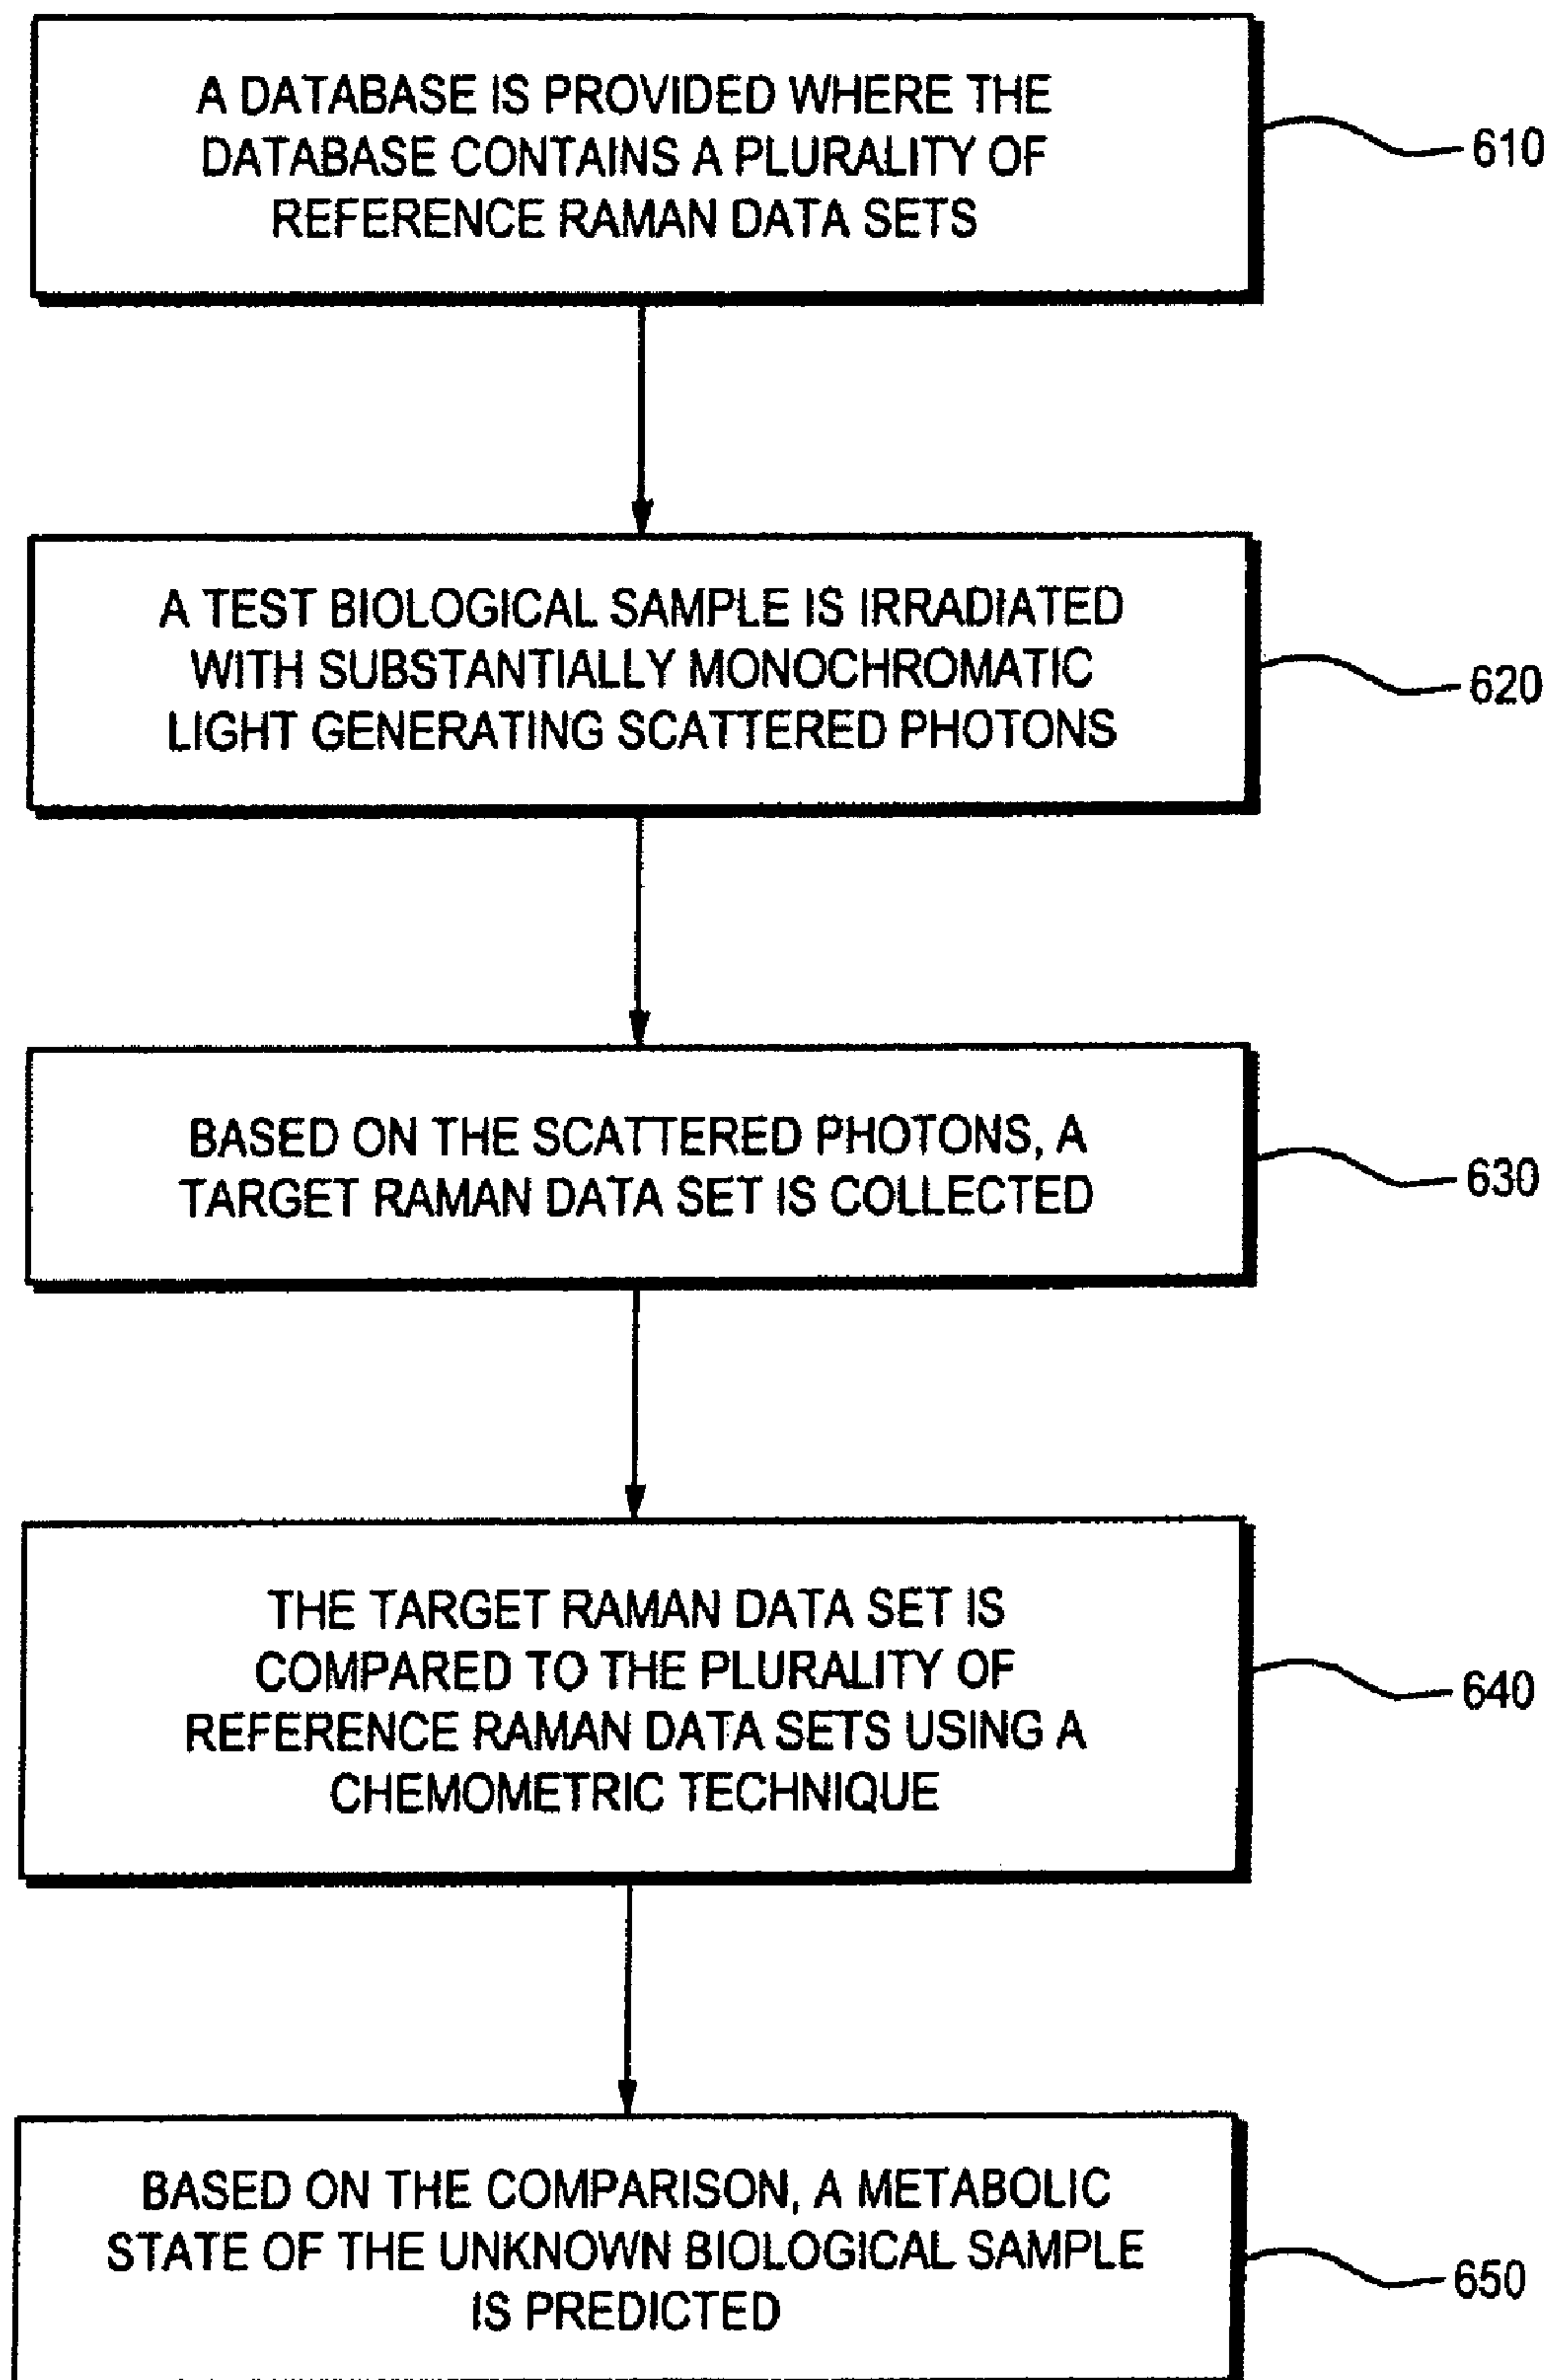 A DATABASE IS PROVIDED WHERE THE
DATABASE CONTAINS A PLURALITY OF
REFERENCE RAMAN DATA SETS
610
A TEST BIOLOGICAL SAMPLE IS IRRADIATED
WITH SUBSTANTIALLY MONOCHROMATIC
LIGHT GENERATING SCATTERED PHOTONS
620
BASED ON THE SCATTERED PHOTONS, A
TARGET RAMAN DATA SET IS COLLECTED
630
THE TARGET RAMAN DATA SET IS
COMPARED TO THE PLURALITY OF
REFERENCE RAMAN DATA SETS USING A
CHEMOMETRIC TECHNIQUE
640
BASED ON THE COMPARISON, A METABOLIC
STATE OF THE UNKNOWN BIOLOGICAL SAMPLE
IS PREDICTED
650